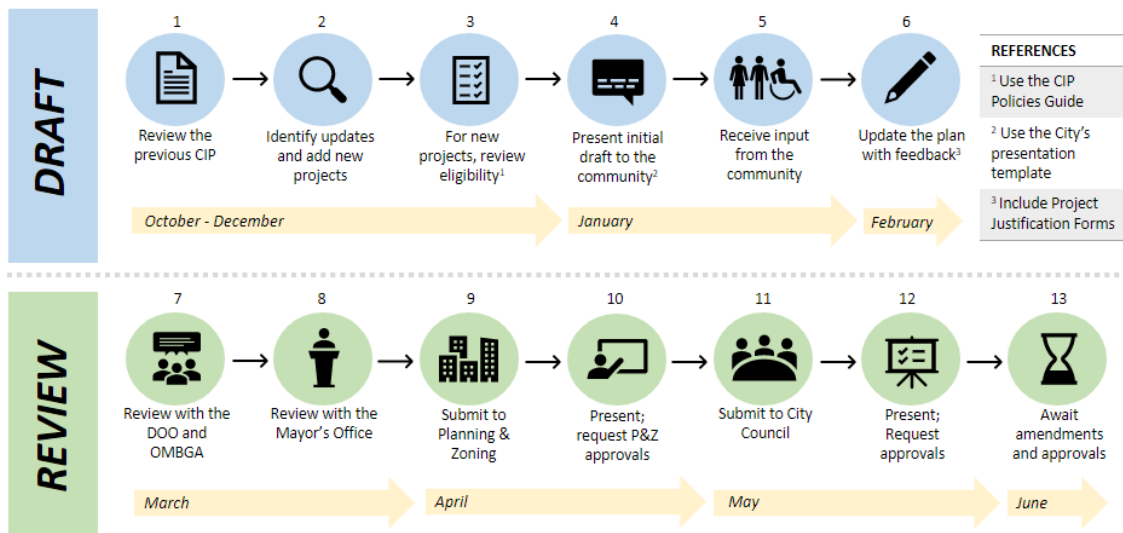 DRAFT
1
2
3
4
5
6
Review the
previous CIP
Identify updates
and add new
projects
For new
projects, review
eligibility¹
Present initial
draft to the
community²
Receive input
from the
community
Update the plan
with feedback³
October - December
January
February
REFERENCES
¹ Use the CIP
Policies Guide
² Use the City’s
presentation
template
³ Include Project
Justification Forms
REVIEW
7
8
9
10
11
12
13
Review with the
DOO and
OMBGA
Review with the
Mayor’s Office
Submit to
Planning &
Zoning
Present;
request P&Z
approvals
Submit to City
Council
Present;
Request
approvals
Await
amendments
and approvals
March
April
May
June